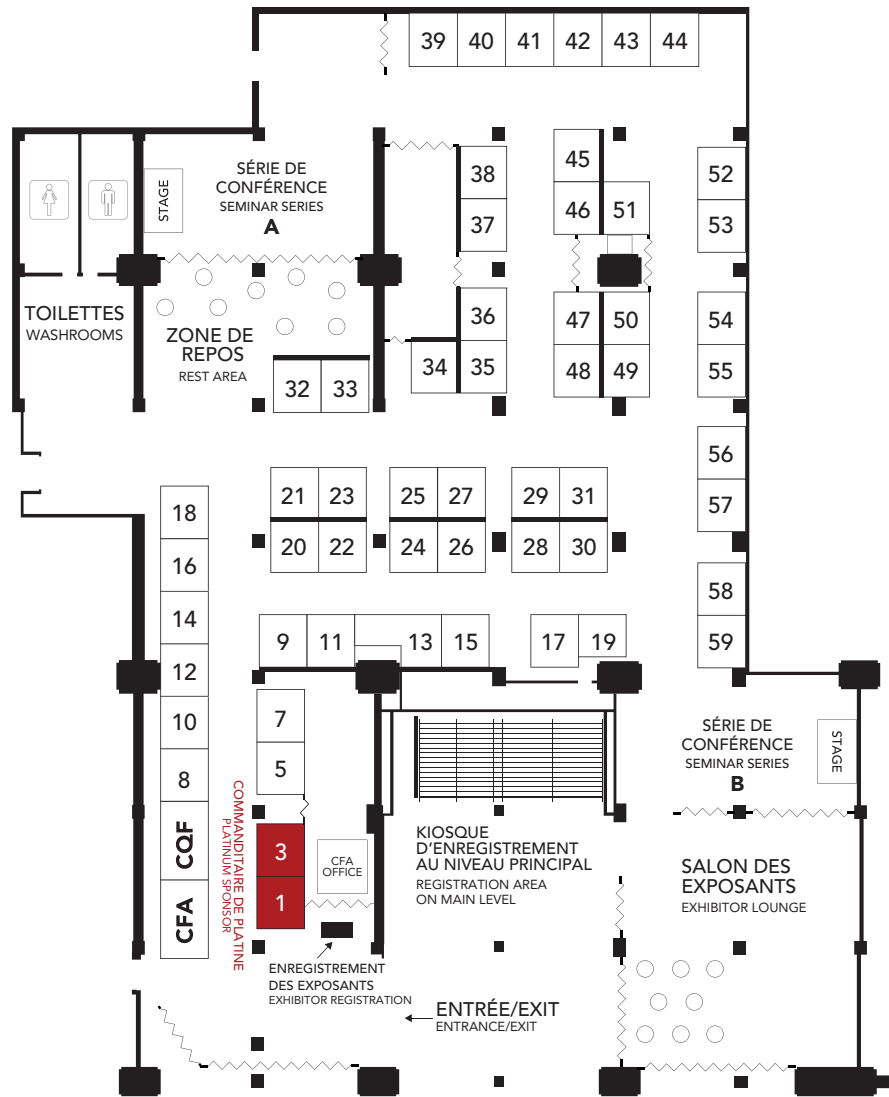 39 40 41 42 43 44
45
38
52
SÉRIE DE
CONFÉRENCE
SEMINAR SERIES
A
STAGE
46 51
37
53
TOILETTES
WASHROOMS
ZONE DE
REPOS
REST AREA
36
47 50
54
32 33
34 35
48 49
55
56
21 23 25 27 29 31
57
18
20 22 24 26 28 30
16
58
14
9 11 13 15 17 19
59
12
10
7
5
8
SÉRIE DE
CONFÉRENCE
SEMINAR SERIES
B
STAGE
CQF
CFA
COMMANDITAIRE DE PLATINE
PLATINUM SPONSOR
3
1
CFA
OFFICE
KIOSQUE
D'ENREGISTREMENT
AU NIVEAU PRINCIPAL
REGISTRATION AREA
ON MAIN LEVEL
SALON DES
EXPOSANTS
EXHIBITOR LOUNGE
ENREGISTREMENT
DES EXPOSANTS
EXHIBITOR REGISTRATION
ENTRÉE/EXIT
ENTRANCE/EXIT